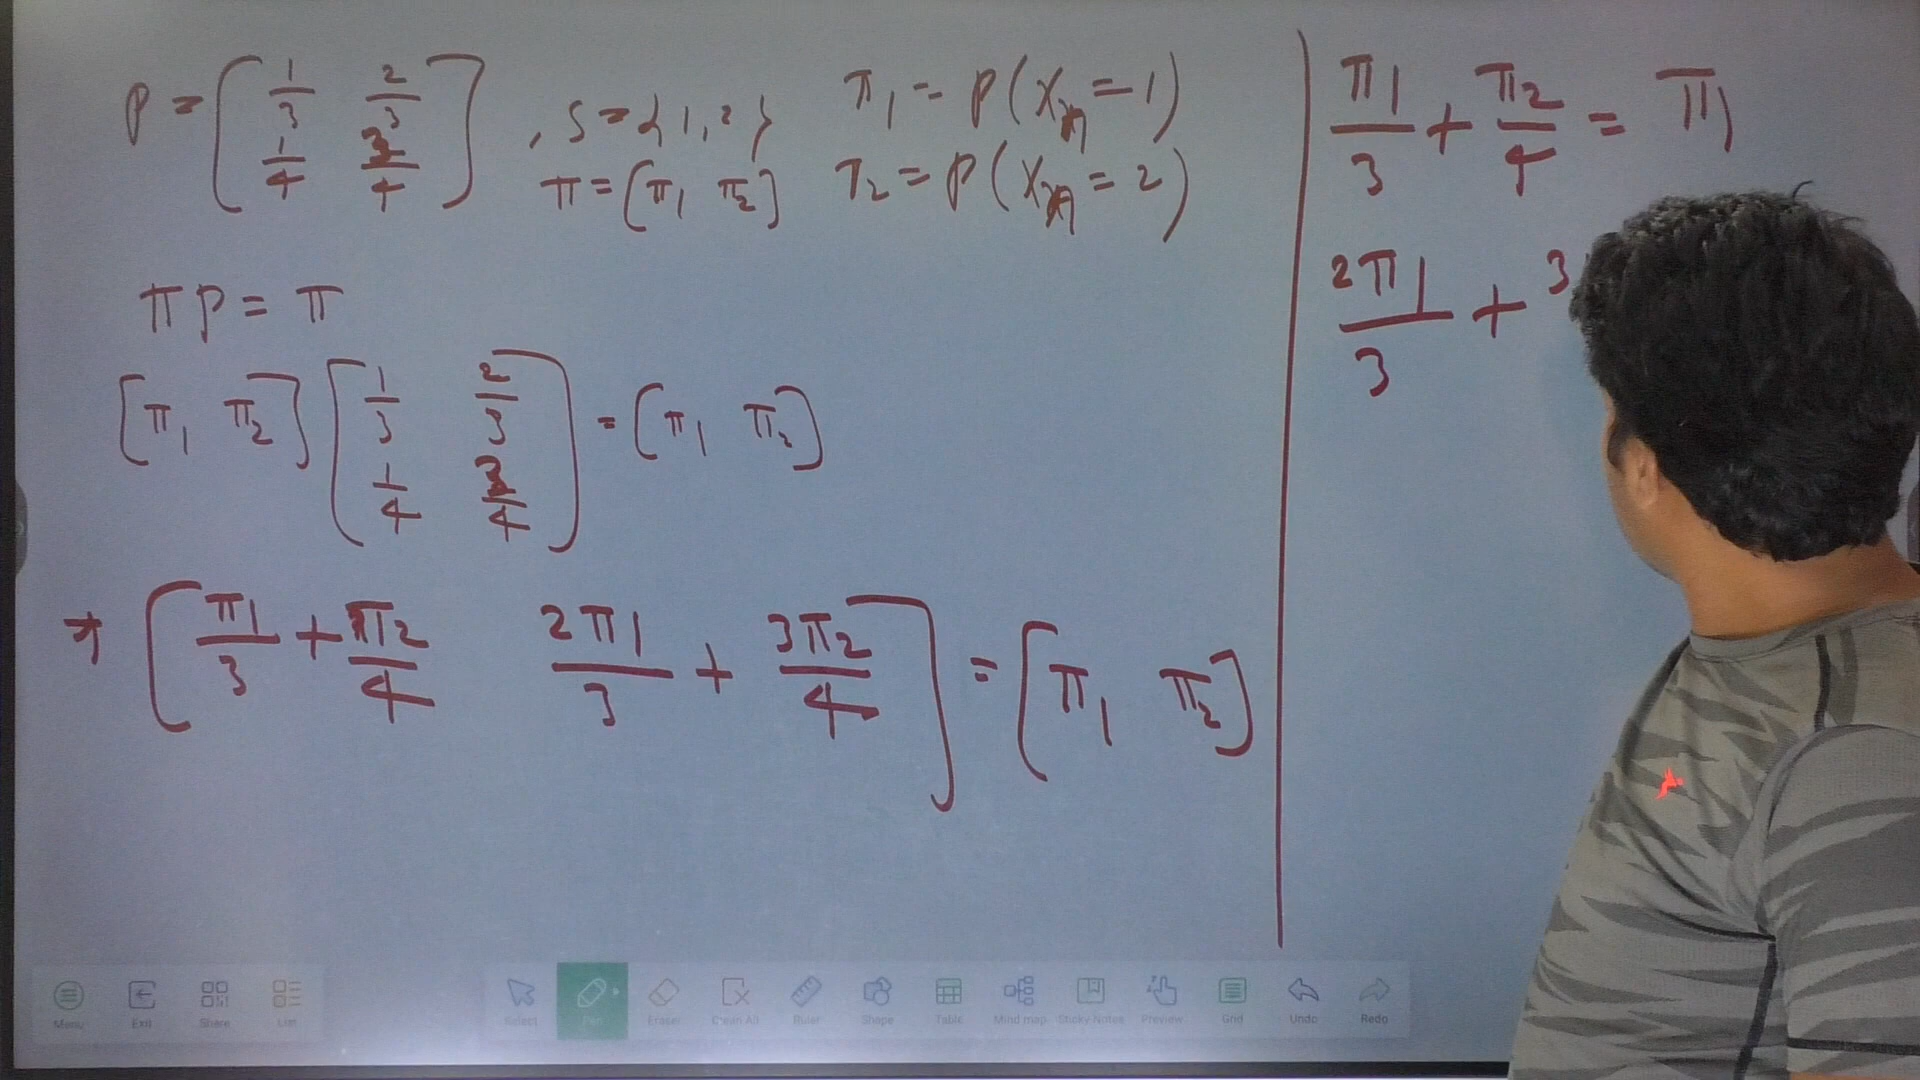 P = [ 1/3 2/3 ; 1/4 3/4 ] , S = {1, 2}
π = [π₁ π₂]
π₁ = P(Xₙ = 1)
π₂ = P(Xₙ = 2)
π P = π
[π₁ π₂] [ 1/3 2/3 ; 1/4 3/4 ] = [π₁ π₂]
⇒ [ π₁/3 + π₂/4 2π₁/3 + 3π₂/4 ] = [π₁ π₂]
π₁/3 + π₂/4 = π₁
2π₁/3 + 3
Menu Exit Share List Select Pen Eraser Clean All Ruler Shape Table Mind map Sticky Notes Preview Grid Undo Redo